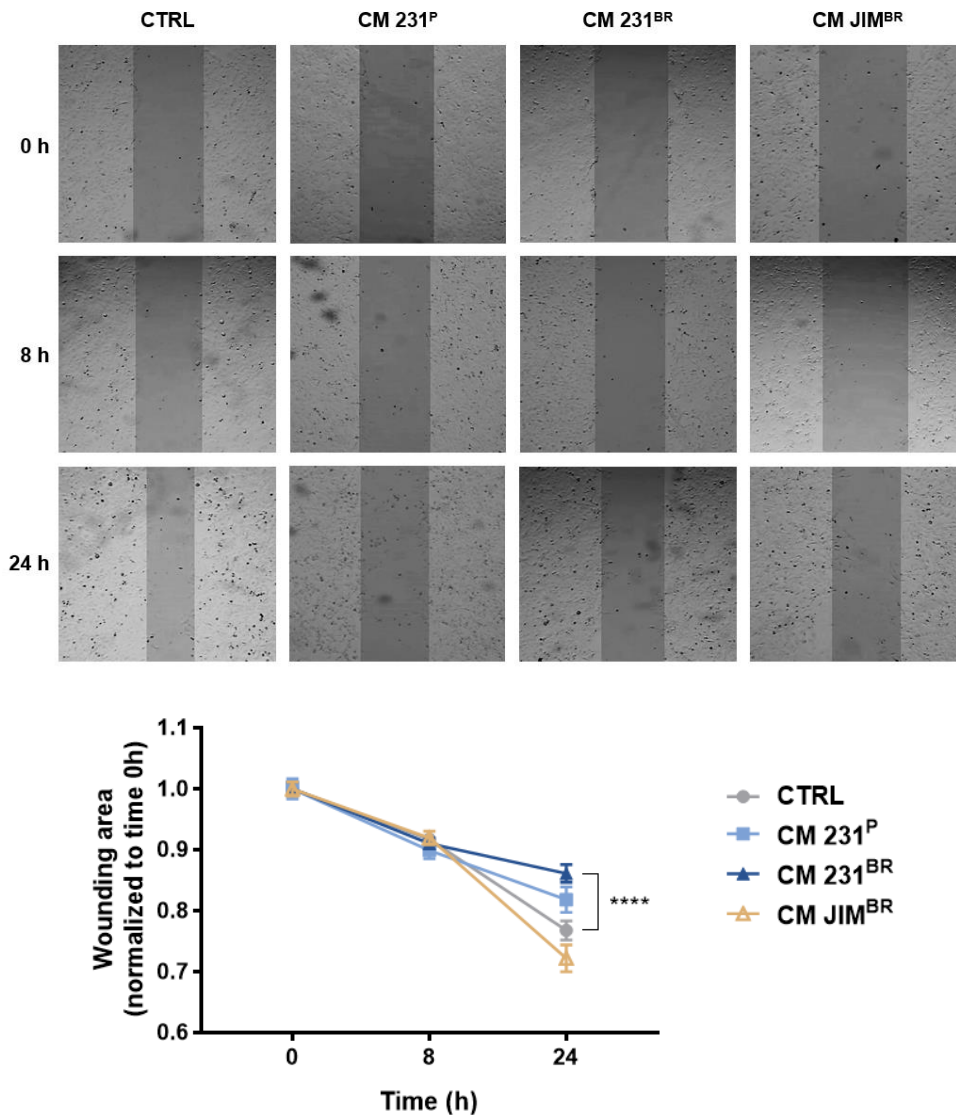 CTRL CM 231ᴾ CM 231ᴮᴿ CM JIMᴮᴿ
0 h
8 h
24 h
1.1
1.0
0.9
0.8
0.7
0.6
Wounding area
(normalized to time 0h)
****
0 8 24
Time (h)
CTRL
CM 231ᴾ
CM 231ᴮᴿ
CM JIMᴮᴿ